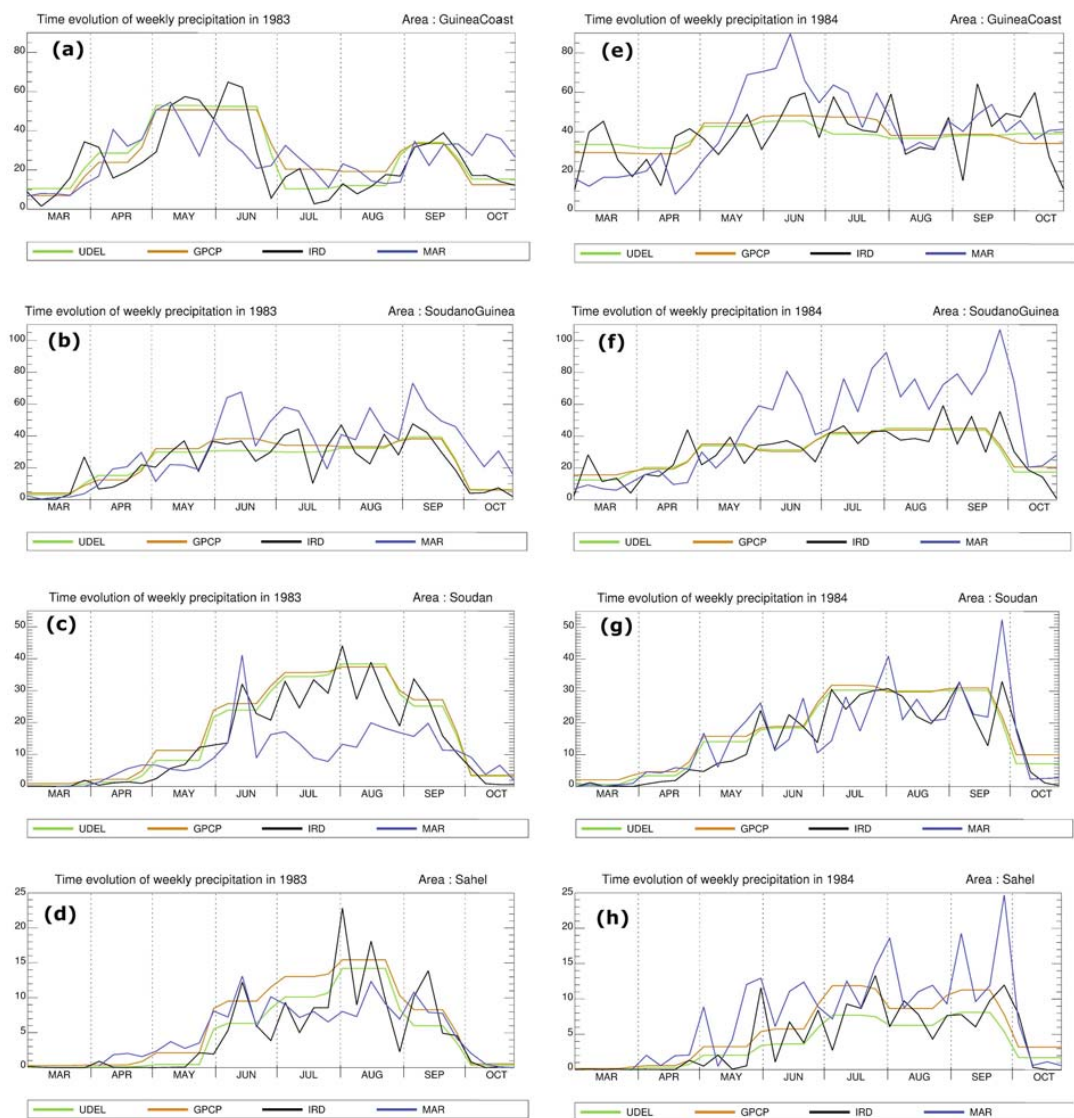 Time evolution of weekly precipitation in 1983 Area : GuineaCoast
(a)
80
60
40
20
0
MAR APR MAY JUN JUL AUG SEP OCT
UDEL GPCP IRD MAR
Time evolution of weekly precipitation in 1984 Area : GuineaCoast
(e)
80
60
40
20
0
MAR APR MAY JUN JUL AUG SEP OCT
UDEL GPCP IRD MAR
Time evolution of weekly precipitation in 1983 Area : SoudanoGuinea
(b)
100
80
60
40
20
0
MAR APR MAY JUN JUL AUG SEP OCT
UDEL GPCP IRD MAR
Time evolution of weekly precipitation in 1984 Area : SoudanoGuinea
(f)
100
80
60
40
20
0
MAR APR MAY JUN JUL AUG SEP OCT
UDEL GPCP IRD MAR
Time evolution of weekly precipitation in 1983 Area : Soudan
(c)
50
40
30
20
10
0
MAR APR MAY JUN JUL AUG SEP OCT
UDEL GPCP IRD MAR
Time evolution of weekly precipitation in 1984 Area : Soudan
(g)
50
40
30
20
10
0
MAR APR MAY JUN JUL AUG SEP OCT
UDEL GPCP IRD MAR
Time evolution of weekly precipitation in 1983 Area : Sahel
(d)
25
20
15
10
5
0
MAR APR MAY JUN JUL AUG SEP OCT
UDEL GPCP IRD MAR
Time evolution of weekly precipitation in 1984 Area : Sahel
(h)
25
20
15
10
5
0
MAR APR MAY JUN JUL AUG SEP OCT
UDEL GPCP IRD MAR